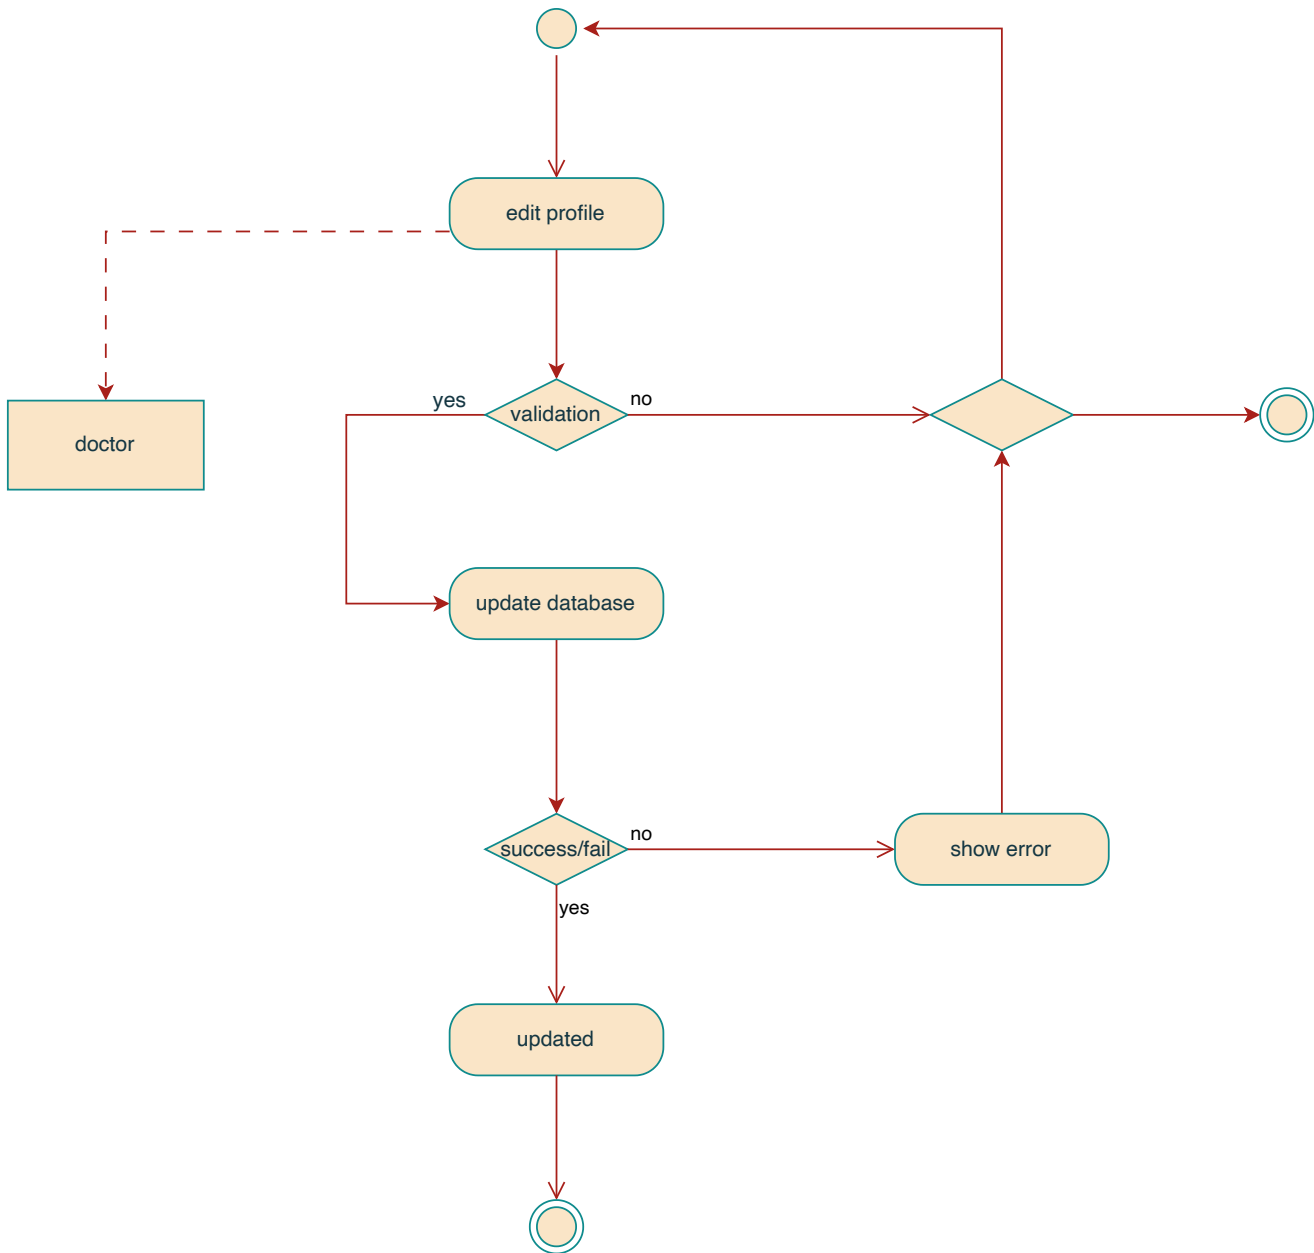 edit profile
yes
validation
no
doctor
update database
success/fail
no
show error
yes
updated